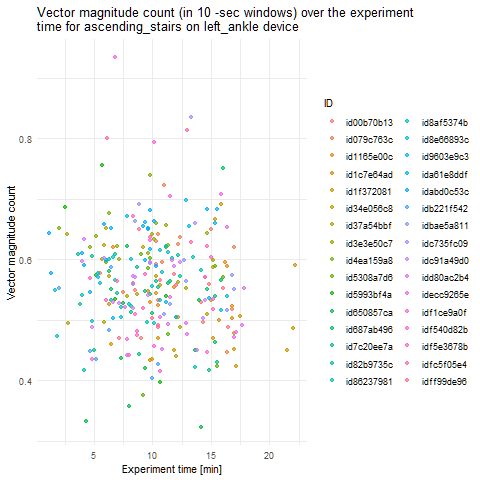 Vector magnitude count (in 10 -sec windows) over the experiment
time for ascending_stairs on left_ankle device
Vector magnitude count
0.8
0.6
0.4
5
10
15
20
Experiment time [min]
ID
id00b70b13
id079c763c
id1165e00c
id1c7e64ad
id1f372081
id34e056c8
id37a54bbf
id3e3e50c7
id4ea159a8
id5308a7d6
id5993bf4a
id650857ca
id687ab496
id7c20ee7a
id82b9735c
id86237981
id8af5374b
id8e66893c
id9603e9c3
ida61e8ddf
idabd0c53c
idb221f542
idbae5a811
idc735fc09
idc91a49d0
idd80ac2b4
idecc9265e
idf1ce9a0f
idf540d82b
idf5e3678b
idfc5f05e4
idff99de96